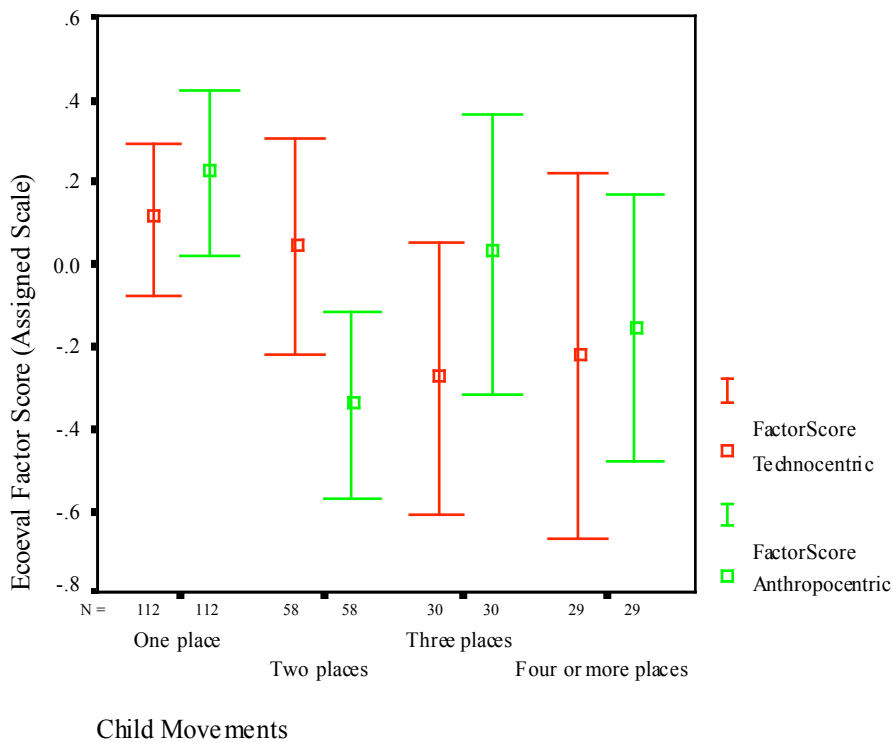 Ecoeval Factor Score (Assigned Scale)
.6
.4
.2
0.0
-.2
-.4
-.6
-.8
N = 112 112 58 58 30 30 29 29
One place
Two places
Three places
Four or more places
Child Movements
FactorScore
Technocentric
FactorScore
Anthropocentric